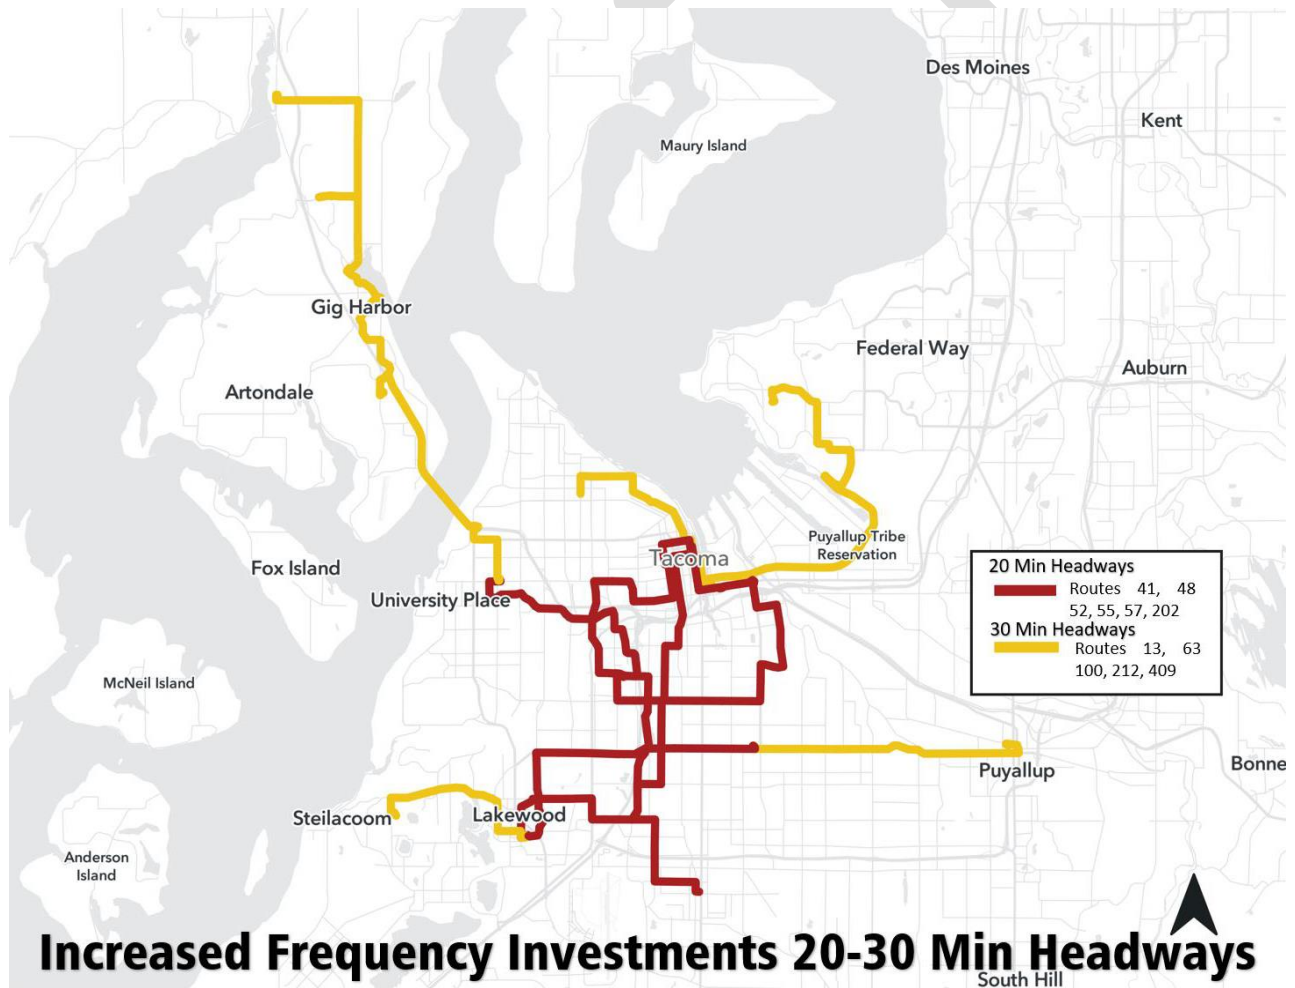 Des Moines
Kent
Maury Island
Gig Harbor
Federal Way
Auburn
Artondale
Puyallup Tribe
Reservation
Tacoma
Fox Island
University Place
20 Min Headways
Routes 41, 48
52, 55, 57, 202
30 Min Headways
Routes 13, 63
100, 212, 409
McNeil Island
Bonne
Puyallup
Steilacoom
Lakewood
Anderson
Island
Increased Frequency Investments 20-30 Min Headways
South Hill